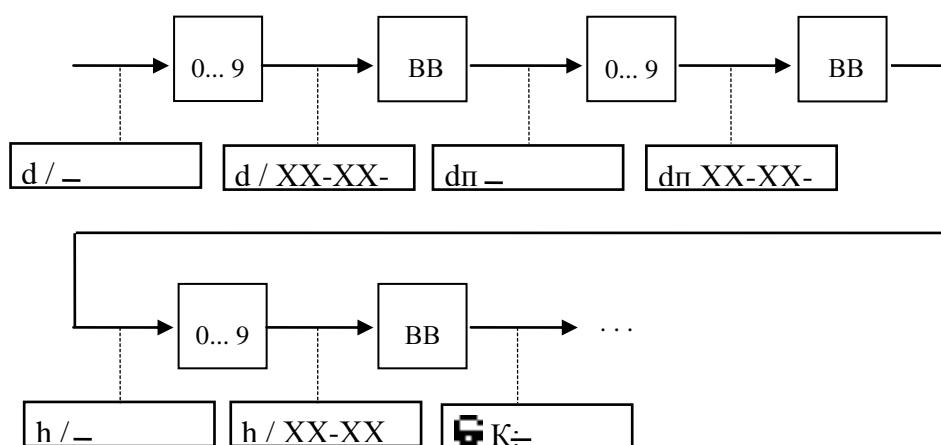 0... 9 ВВ 0... 9 ВВ
d / _ d / XX-XX- dп _ dп XX-XX-
0... 9 ВВ . . .
h / _ h / XX-XX К:_